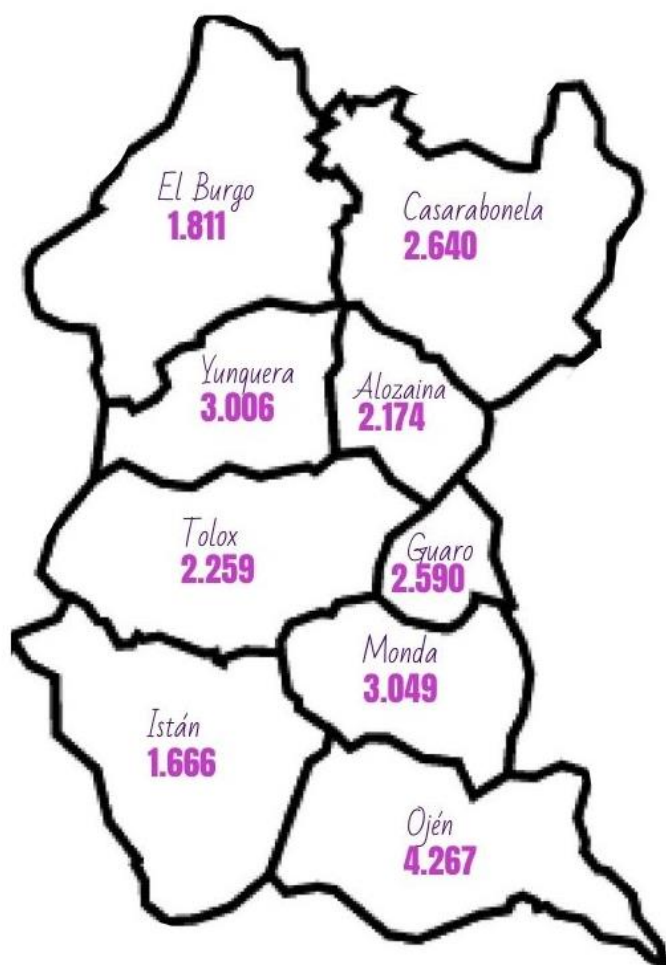 El Burgo
1.811
Casarabonela
2.640
Yunquera
3.006
Alozaina
2.174
Tolox
2.259
Guaro
2.590
Monda
3.049
Istán
1.666
Ojén
4.267